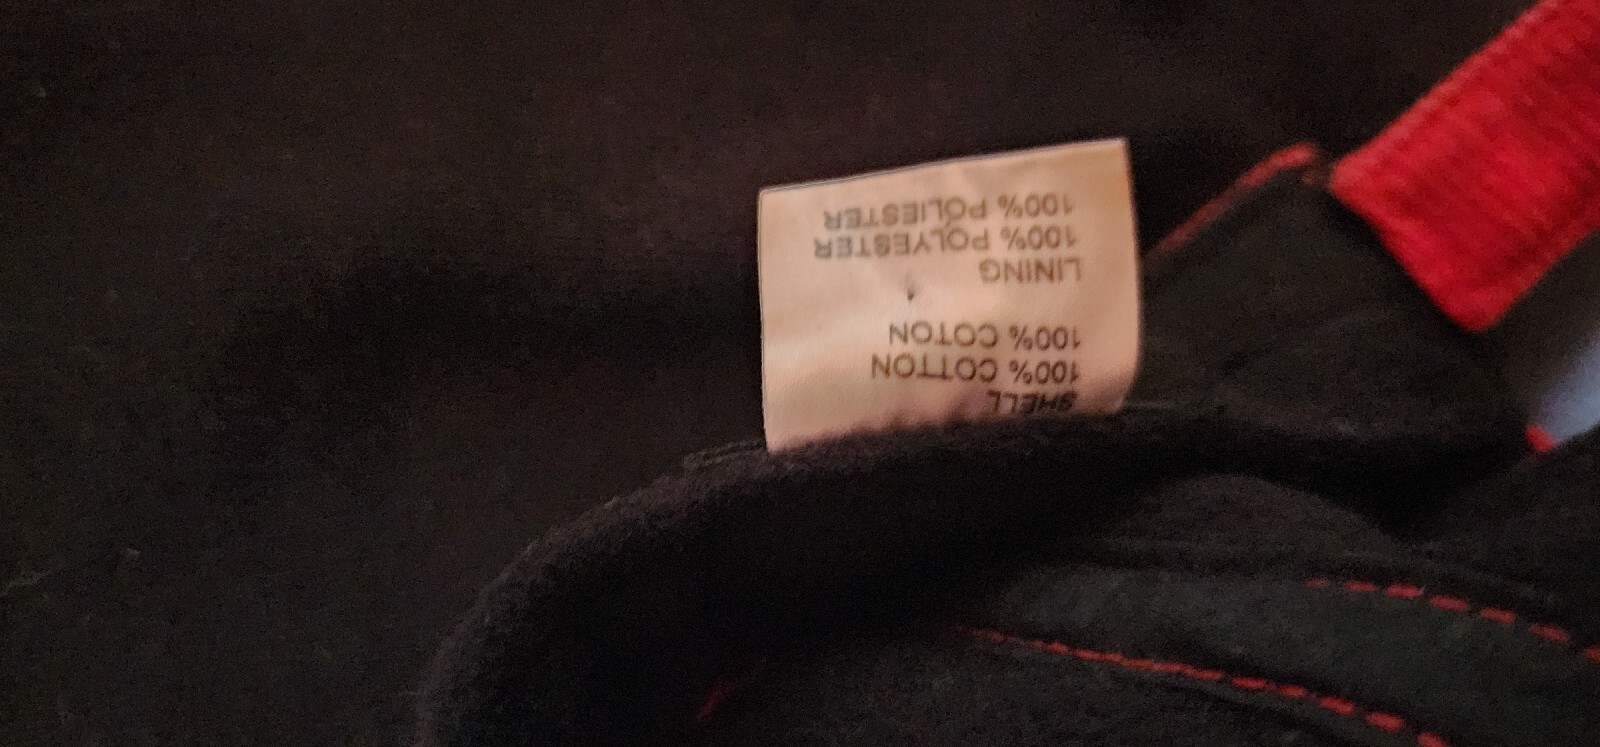 SHELL
100% COTTON
100% COTON
LINING
100% POLYESTER
100% POLIESTER